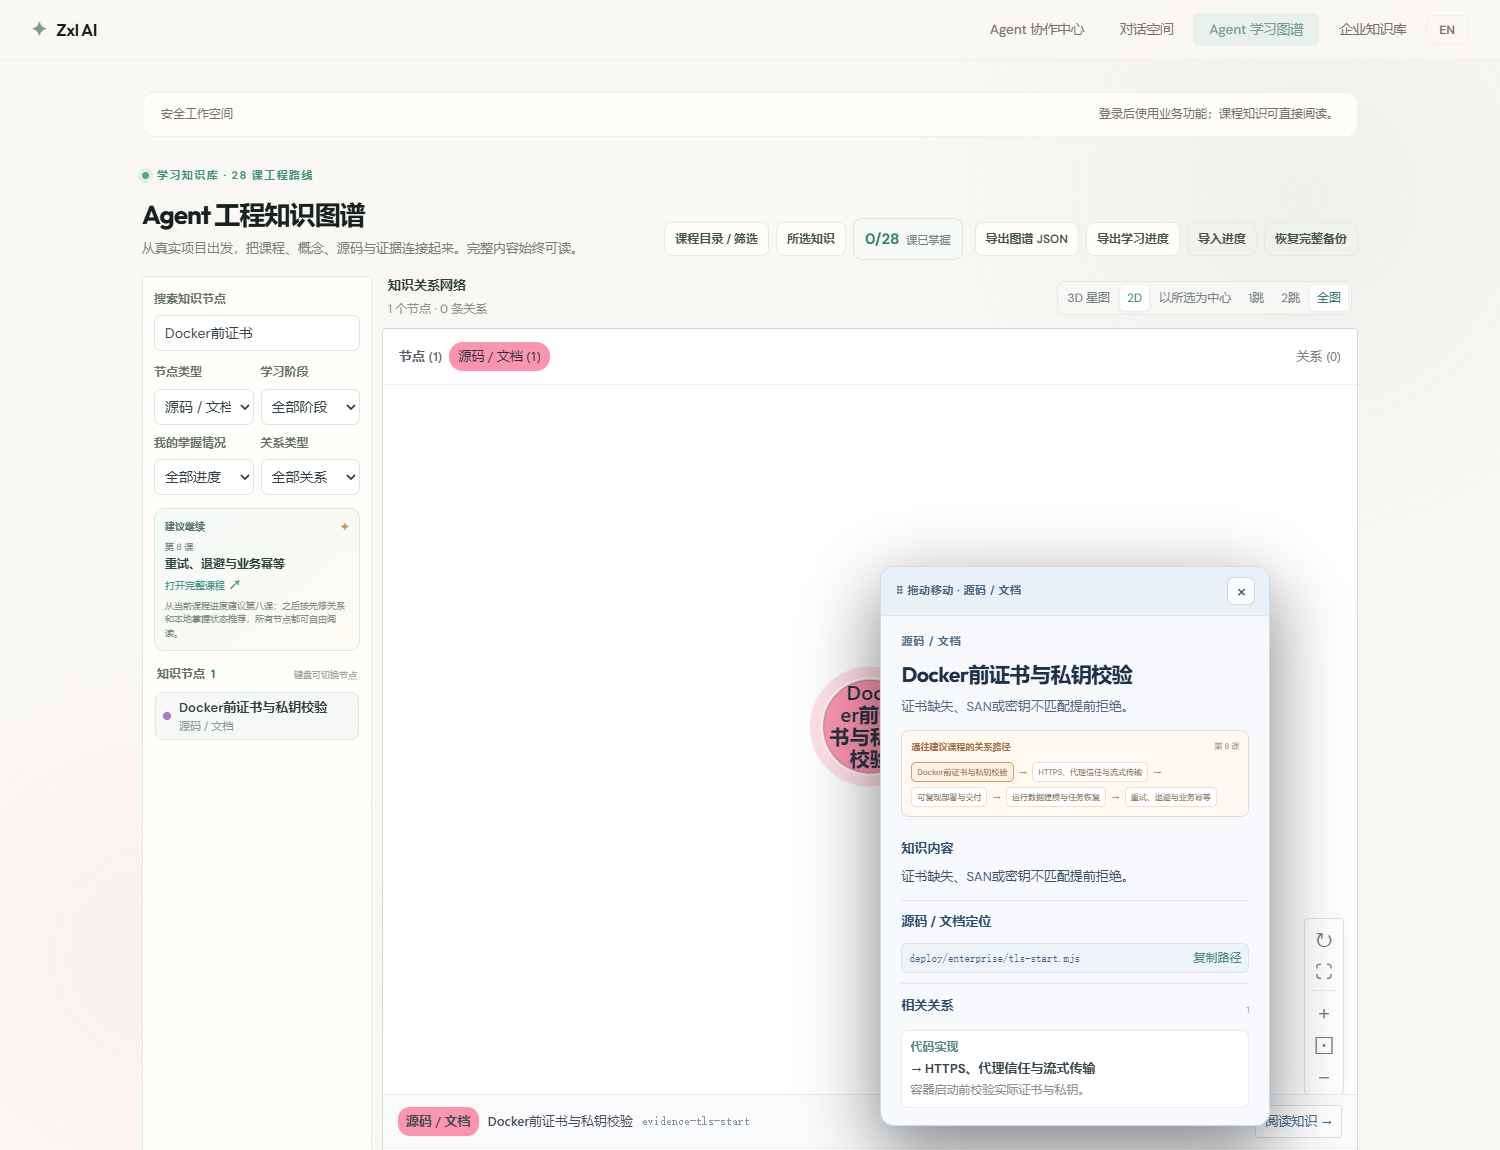 Zxl AI
Agent 协作中心
对话空间
Agent 学习图谱
企业知识库
EN
安全工作空间
登录后使用业务功能；课程知识可直接阅读。
学习知识库 · 28 课工程路线
Agent 工程知识图谱
从真实项目出发，把课程、概念、源码与证据连接起来。完整内容始终可读。
课程目录 / 筛选
所选知识
0/28 课已掌握
导出图谱 JSON
导出学习进度
导入进度
恢复完整备份
搜索知识节点
Docker前证书
节点类型
学习阶段
源码 / 文档
全部阶段
我的掌握情况
关系类型
全部进度
全部关系
建议继续
第 8 课
重试、退避与业务幂等
打开完整课程 ↗
从当前课程进度建议第八课；之后按先修关系
和本地掌握状态推荐，所有节点都可自由阅
读。
知识节点 1
键盘可切换节点
Docker前证书与私钥校验
源码 / 文档
知识关系网络
1 个节点 · 0 条关系
3D 星图
2D
以所选为中心
1跳
2跳
全图
节点 (1)
源码 / 文档 (1)
关系 (0)
Doc
er前
书与私
校验
拖动移动 · 源码 / 文档
×
源码 / 文档
Docker前证书与私钥校验
证书缺失、SAN或密钥不匹配提前拒绝。
通往建议课程的关系路径
第 8 课
Docker前证书与私钥校验 → HTTPS、代理信任与流式传输 →
可复现部署与交付 → 运行数据建模与任务恢复 → 重试、退避与业务幂等
知识内容
证书缺失、SAN或密钥不匹配提前拒绝。
源码 / 文档定位
deploy/enterprise/tls-start.mjs
复制路径
相关关系
1
代码实现
→ HTTPS、代理信任与流式传输
容器启动前校验实际证书与私钥。
源码 / 文档
Docker前证书与私钥校验
evidence-tls-start
阅读知识 →